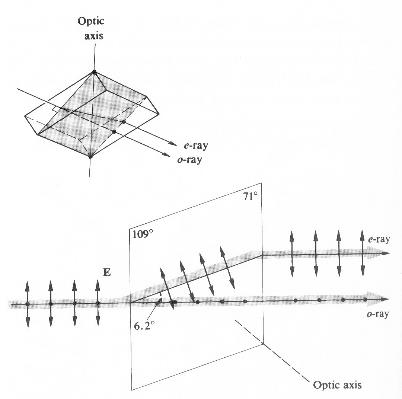 Optic
axis
e-ray
o-ray
71°
109°
E
e-ray
6.2°
o-ray
Optic axis